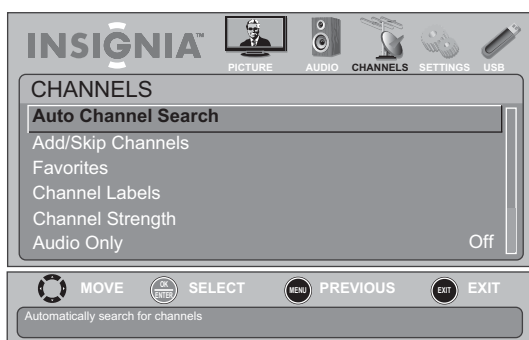 INSIGNIA™
PICTURE AUDIO CHANNELS SETTINGS USB
CHANNELS
Auto Channel Search
Add/Skip Channels
Favorites
Channel Labels
Channel Strength
Audio Only Off
MOVE OK ENTER SELECT MENU PREVIOUS EXIT EXIT
Automatically search for channels